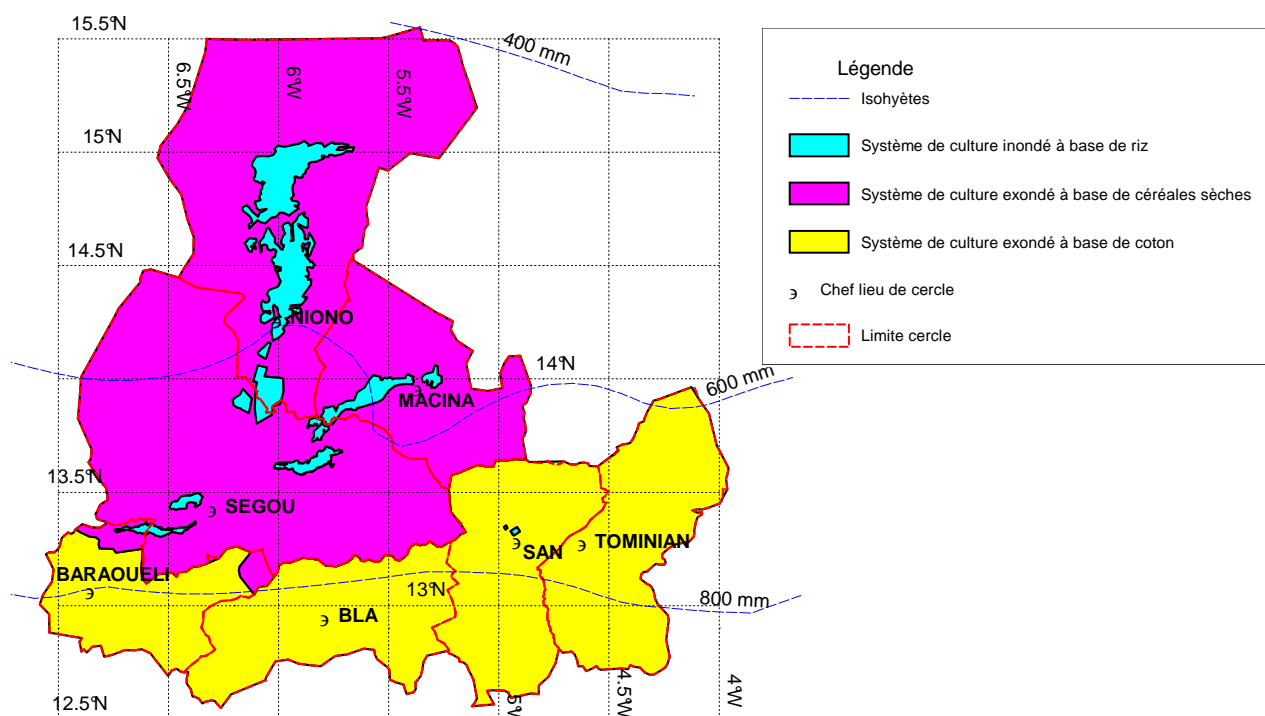 15.5°N
400 mm
6.5°W
6°W
5.5°W
15°N
14.5°N
NIONO
14°N
600 mm
MACINA
13.5°N
SEGOU
SAN
TOMINIAN
BARAOUELI
13°N
BLA
800 mm
12.5°N
5°W
4.5°W
4°W
Légende
Isohyètes
Système de culture inondé à base de riz
Système de culture exondé à base de céréales sèches
Système de culture exondé à base de coton
Chef lieu de cercle
Limite cercle